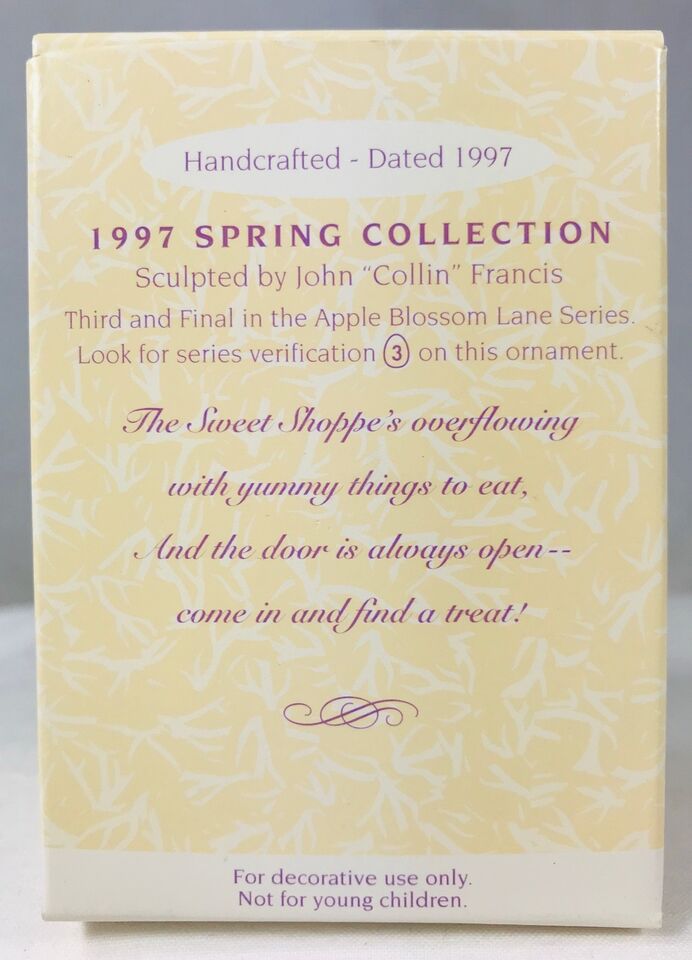 Handcrafted - Dated 1997
1997 SPRING COLLECTION
Sculpted by John "Collin" Francis
Third and Final in the Apple Blossom Lane Series.
Look for series verification 3 on this ornament.
The Sweet Shoppe's overflowing
with yummy things to eat,
And the door is always open--
come in and find a treat!
For decorative use only.
Not for young children.